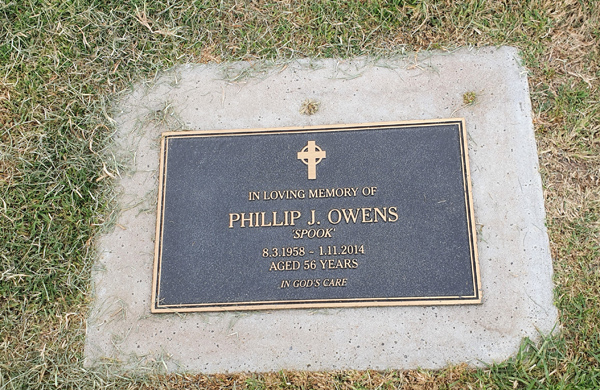 IN LOVING MEMORY OF
PHILLIP J. OWENS
'SPOOK'
8.3.1958 - 1.11.2014
AGED 56 YEARS
IN GOD'S CARE